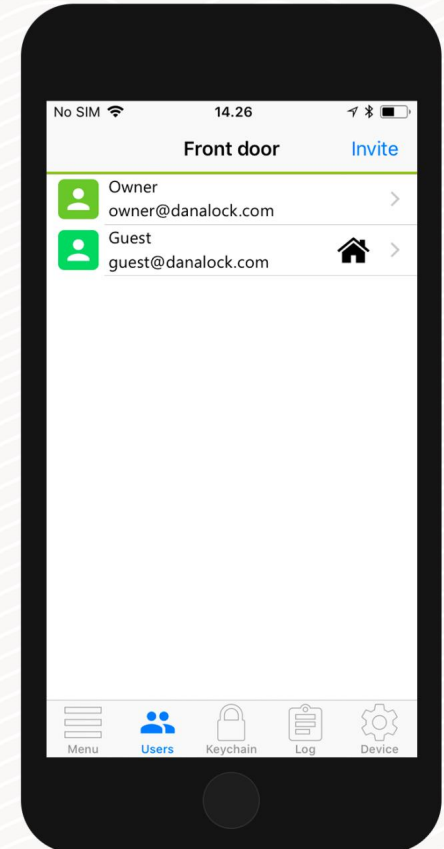 No SIM 14.26
Front door Invite
Owner
owner@danalock.com
Guest
guest@danalock.com
Menu Users Keychain Log Device